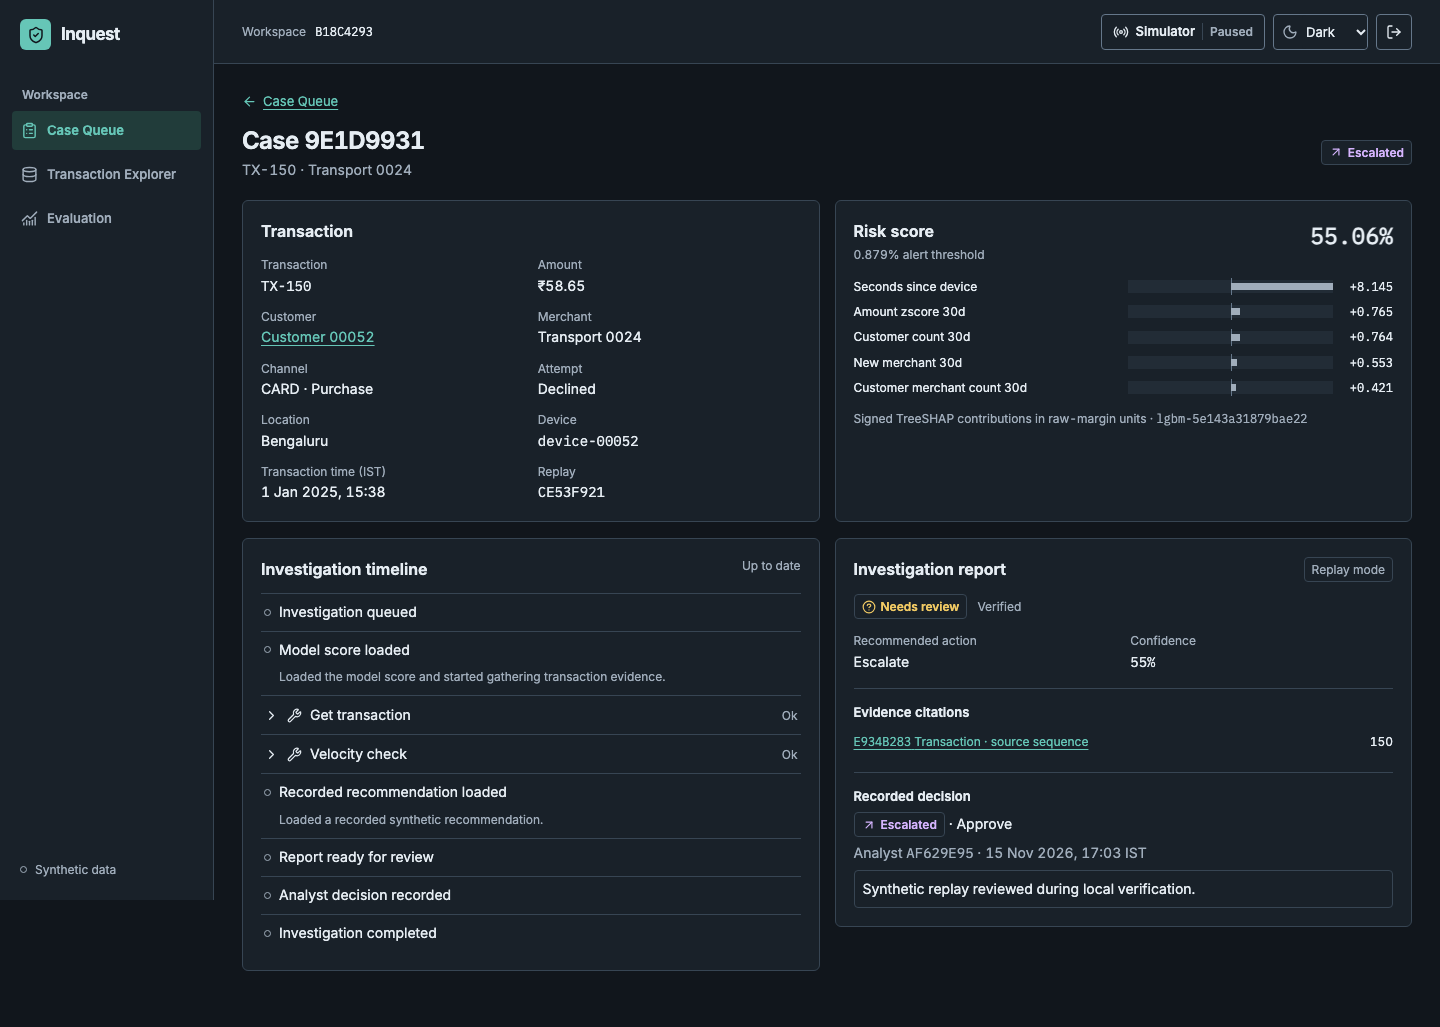 Inquest
Workspace
Case Queue
Transaction Explorer
Evaluation
Synthetic data
Workspace B18C4293
Simulator Paused
Dark
Case Queue
Case 9E1D9931
TX-150 · Transport 0024
Escalated
Transaction
Transaction Amount
TX-150 ₹58.65
Customer Merchant
Customer 00052 Transport 0024
Channel Attempt
CARD · Purchase Declined
Location Device
Bengaluru device-00052
Transaction time (IST) Replay
1 Jan 2025, 15:38 CE53F921
Risk score 55.06%
0.879% alert threshold
Seconds since device +8.145
Amount zscore 30d +0.765
Customer count 30d +0.764
New merchant 30d +0.553
Customer merchant count 30d +0.421
Signed TreeSHAP contributions in raw-margin units · lgbm-5e143a31879bae22
Investigation timeline Up to date
Investigation queued
Model score loaded
Loaded the model score and started gathering transaction evidence.
Get transaction Ok
Velocity check Ok
Recorded recommendation loaded
Loaded a recorded synthetic recommendation.
Report ready for review
Analyst decision recorded
Investigation completed
Investigation report Replay mode
Needs review Verified
Recommended action Confidence
Escalate 55%
Evidence citations
E934B283 Transaction · source sequence 150
Recorded decision
Escalated · Approve
Analyst AF629E95 · 15 Nov 2026, 17:03 IST
Synthetic replay reviewed during local verification.